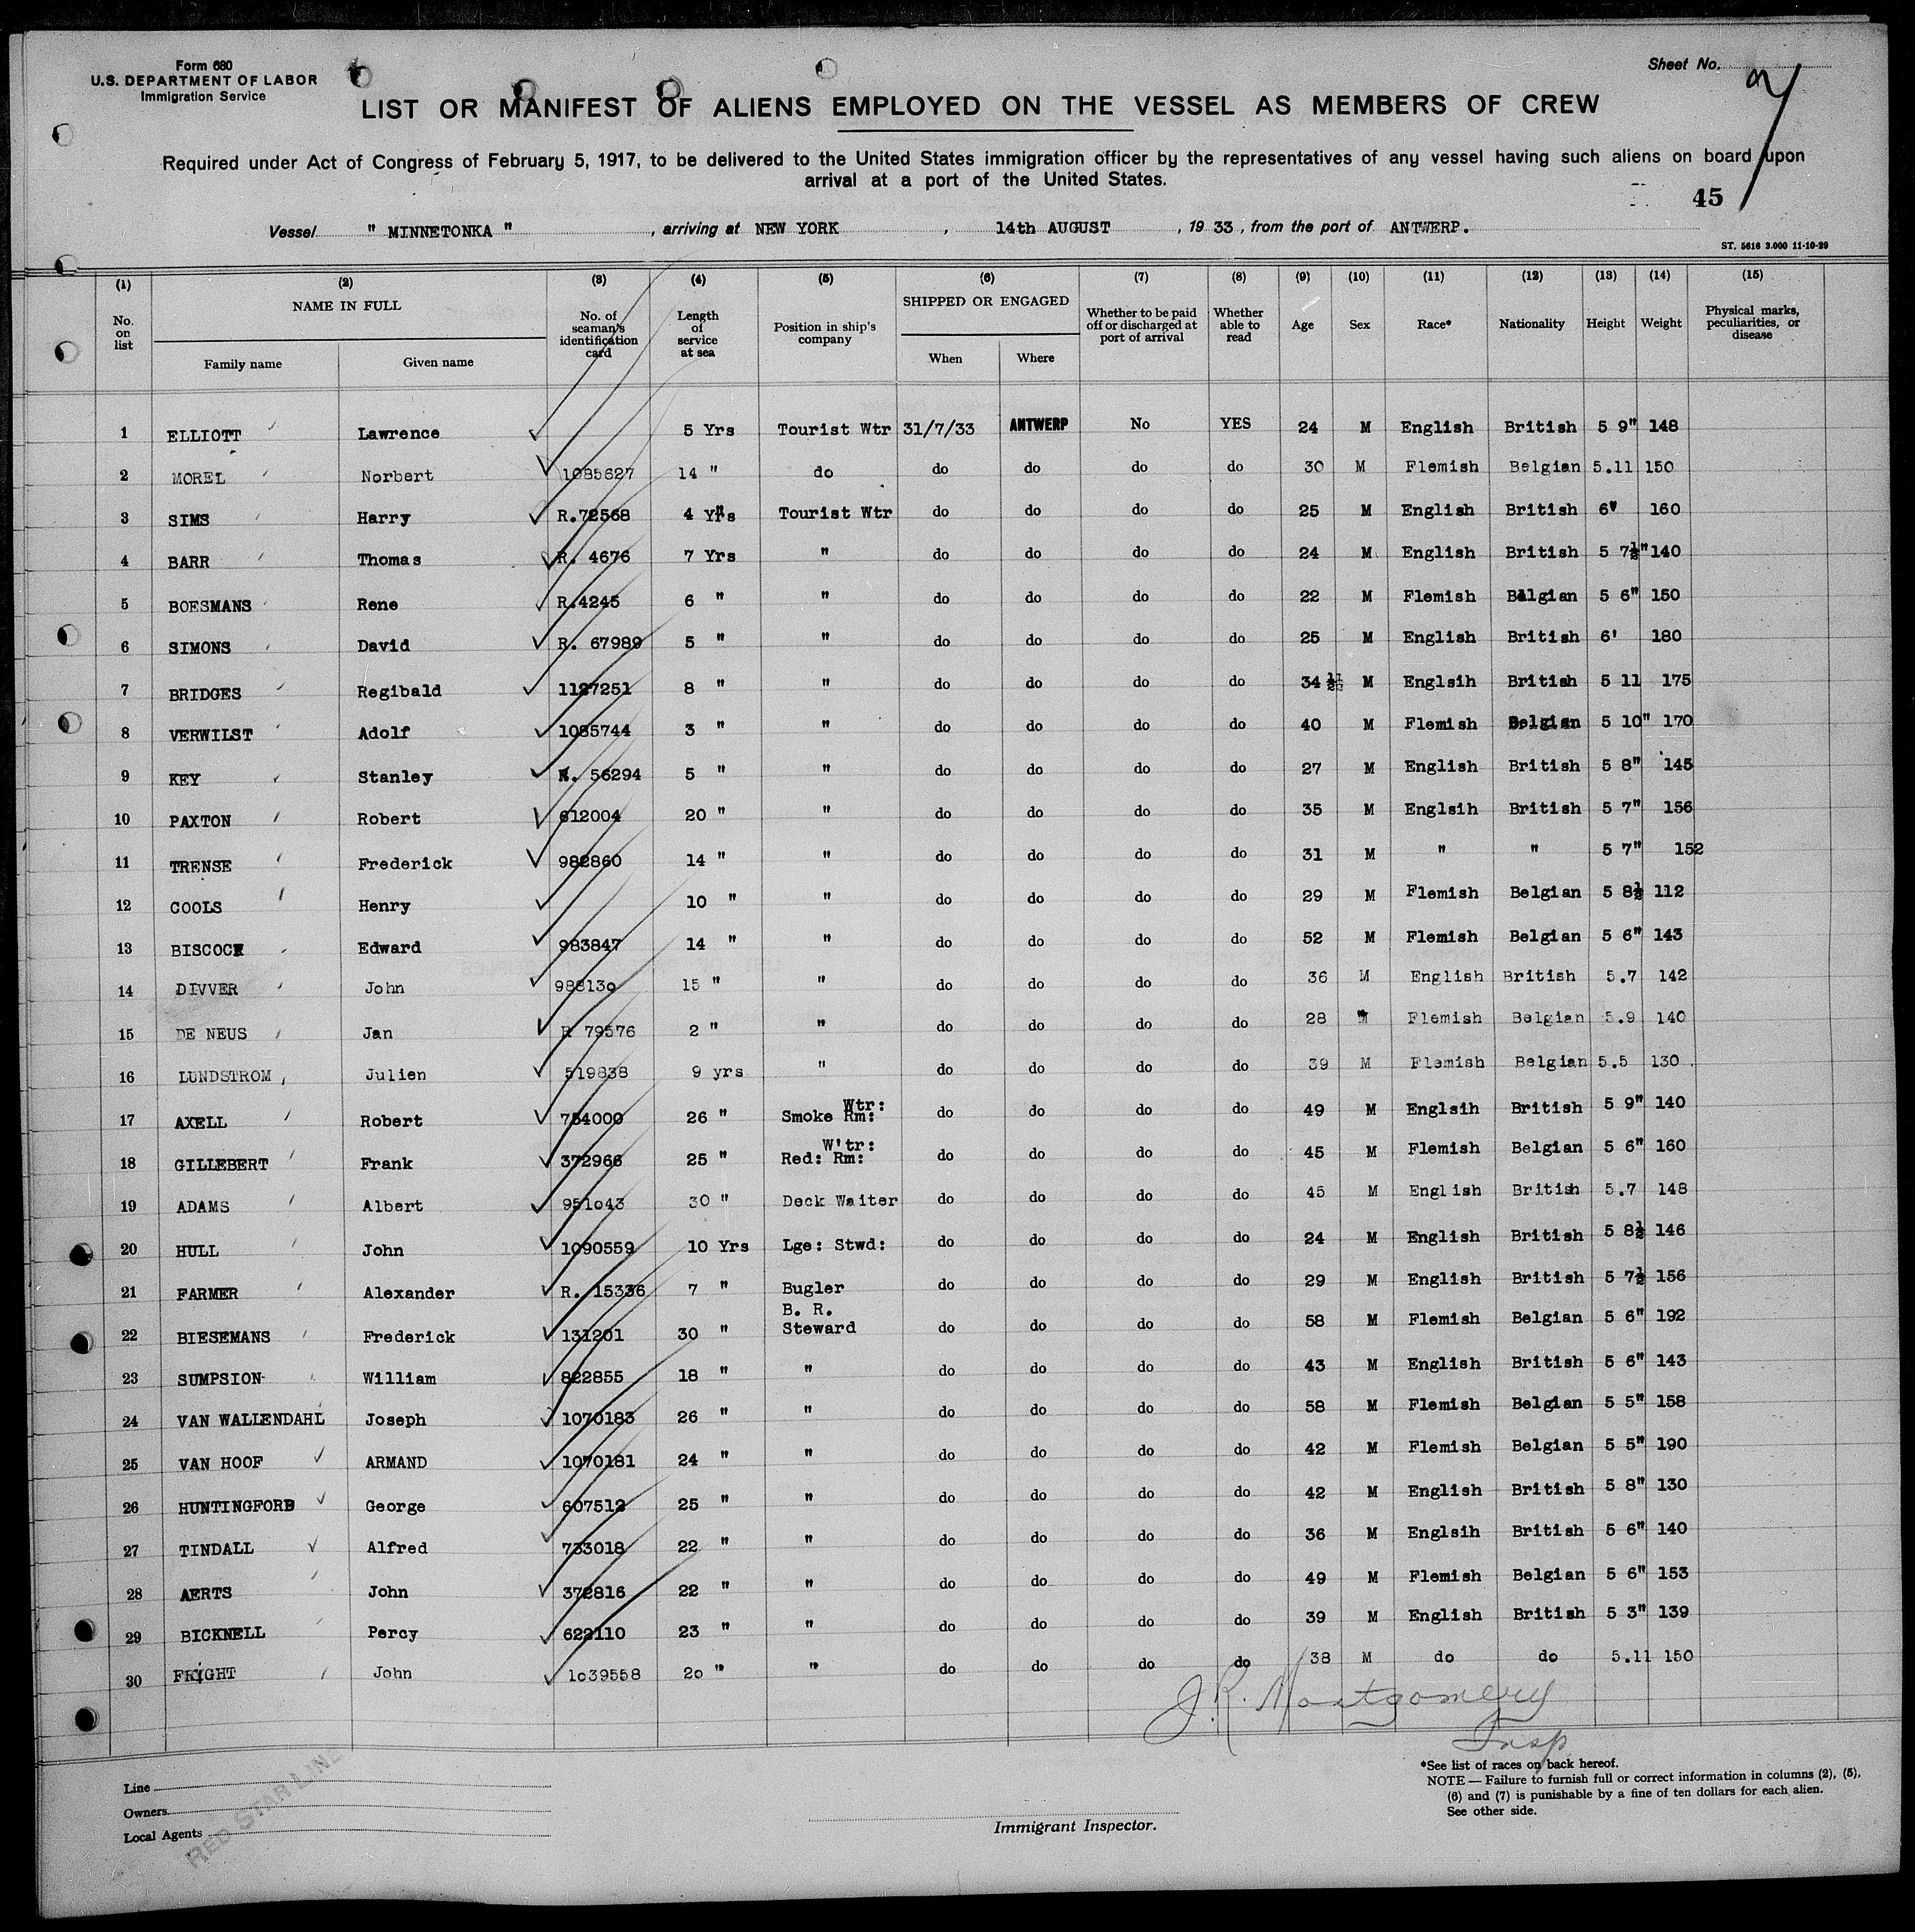 Form 680
U.S. DEPARTMENT OF LABOR
Immigration Service
Sheet No.
LIST OR MANIFEST OF ALIENS EMPLOYED ON THE VESSEL AS MEMBERS OF CREW
Required under Act of Congress of February 5, 1917, to be delivered to the United States immigration officer by the representatives of any vessel having such aliens on board upon
arrival at a port of the United States.
45
Vessel " MINNETONKA " , arriving at NEW YORK , 14th AUGUST , 19 33 , from the port of ANTWERP.
ST. 5616 3.000 11-10-29
(1) (2) (3) (4) (5) (6) (7) (8) (9) (10) (11) (12) (13) (14) (15)
No. on list NAME IN FULL Family name Given name No. of seaman's identification card Length of service at sea Position in ship's company SHIPPED OR ENGAGED When Where Whether to be paid off or discharged at port of arrival Whether able to read Age Sex Race* Nationality Height Weight Physical marks, peculiarities, or disease
1 ELLIOTT Lawrence 5 Yrs Tourist Wtr 31/7/33 ANTWERP No YES 24 M English British 5 9" 148
2 MOREL Norbert 1085627 14 " do do do do do 30 M Flemish Belgian 5.11 150
3 SIMS Harry R.72568 4 Yrs Tourist Wtr do do do do 25 M English British 6" 160
4 BARR Thomas R. 4676 7 Yrs " do do do do 24 M English British 5 7½" 140
5 BOESMANS Rene R.4245 6 " " do do do do 22 M Flemish Balgian 5 6" 150
6 SIMONS David R. 67989 5 " " do do do do 25 M English British 6' 180
7 BRIDGES Regibald 1127251 8 " " do do do do 34 M Englsih British 5 11 175
8 VERWILST Adolf 1085744 3 " " do do do do 40 M Flemish Belgian 5 10" 170
9 KEY Stanley R. 56294 5 " " do do do do 27 M English British 5 8" 145
10 PAXTON Robert 612004 20 " " do do do do 35 M Englsih British 5 7" 156
11 TRENSE Frederick 982860 14 " " do do do do 31 M " " 5 7" 152
12 COOLS Henry 10 " " do do do do 29 M Flemish Belgian 5 8½ 112
13 BISCOCK Edward 983847 14 " " do do do do 52 M Flemish Belgian 5 6" 143
14 DIVVER John 988130 15 " " do do do do 36 M English British 5.7 142
15 DE NEUS Jan R 79576 2 " " do do do do 28 M Flemish Belgian 5.9 140
16 LUNDSTROM, Julien 519838 9 yrs " do do do do 39 M Flemish Belgian 5.5 130 .
17 AXELL Robert 754000 26 " Smoke Rm: Wtr: do do do do 49 M Englsih British 5 9" 140
18 GILLEBERT Frank 372966 25 " Red: Rm: W'tr: do do do do 45 M Flemish Belgian 5 6" 160
19 ADAMS Albert 951043 30 " Deck Waiter do do do do 45 M English British 5.7 148
20 HULL John 1090559 10 Yrs Lge: Stwd: do do do do 24 M English British 5 8½ 146
21 FARMER Alexander R. 15336 7 " Bugler do do do do 29 M English British 5 7½ 156
22 BIESEMANS Frederick 131201 30 " B. R. Steward do do do do 58 M Flemish Belgian 5 6" 192
23 SUMPSION William 822855 18 " " do do do do 43 M English British 5 6" 143
24 VAN WALLENDAHL Joseph 1070183 26 " " do do do do 58 M Flemish Belgian 5 5" 158
25 VAN HOOF ARMAND 1070181 24 " " do do do do 42 M Flemish Belgian 5 5" 190
26 HUNTINGFORD George 607512 25 " " do do do do 42 M English British 5 8" 130
27 TINDALL Alfred 733018 22 " " do do do do 36 M Englsih British 5 6" 140
28 AERTS John 372816 22 " " do do do do 49 M Flemish Belgian 5 6" 153
29 BICKNELL Percy 622110 23 " " do do do do 39 M English British 5 3" 139
30 FRIGHT John 1039558 20 " " do do do do 38 M do do 5.11 150
J.R. Montgomery
Insp
*See list of races on back hereof.
NOTE — Failure to furnish full or correct information in columns (2), (5),
(6) and (7) is punishable by a fine of ten dollars for each alien.
See other side.
Line
Owners
Local Agents
RED STAR LINE
Immigrant Inspector.